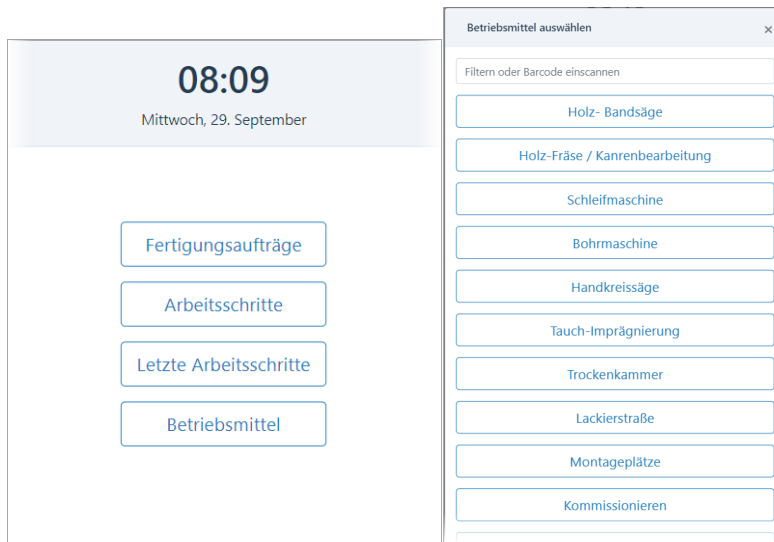 08:09
Mittwoch, 29. September
Fertigungsaufträge
Arbeitsschritte
Letzte Arbeitsschritte
Betriebsmittel
Betriebsmittel auswählen ×
Filtern oder Barcode einscannen
Holz- Bandsäge
Holz-Fräse / Kanrenbearbeitung
Schleifmaschine
Bohrmaschine
Handkreissäge
Tauch-Imprägnierung
Trockenkammer
Lackierstraße
Montageplätze
Kommissionieren